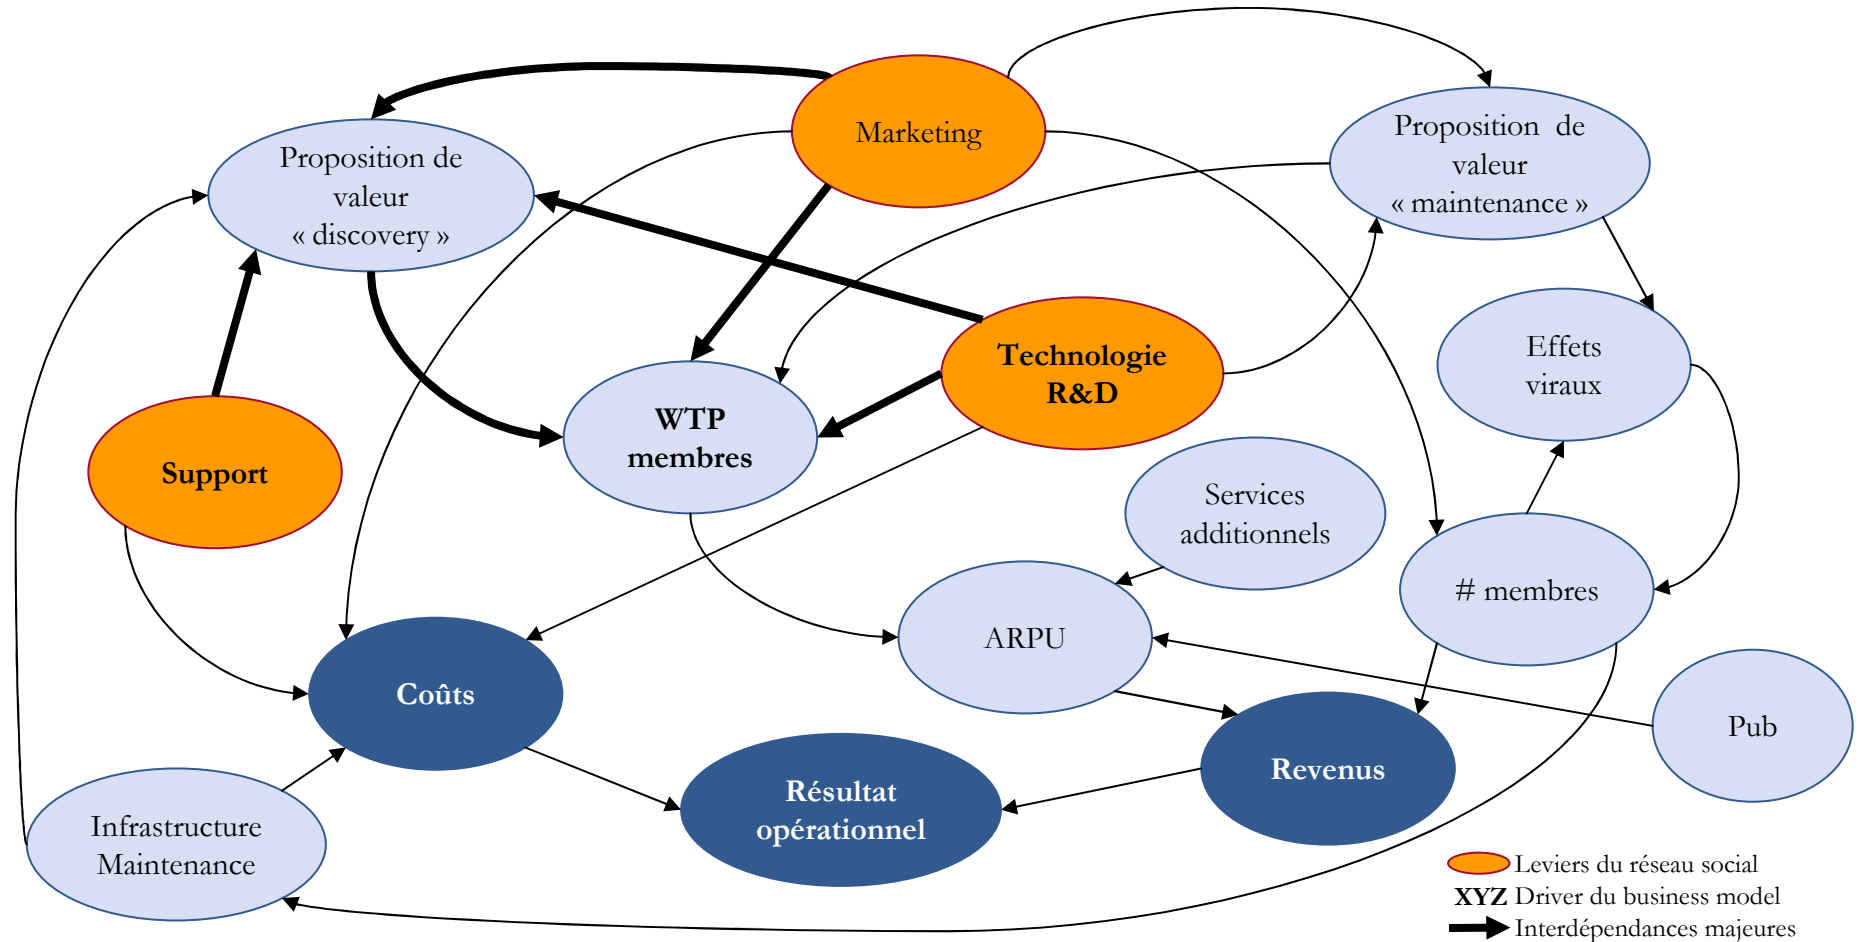 Marketing
Proposition de
valeur
« discovery »
Proposition  de
valeur
« maintenance »
Technologie
R&D
Effets
viraux
WTP
membres
Support
Services
additionnels
# membres
ARPU
Coûts
Pub
Revenus
Résultat
opérationnel
Infrastructure
Maintenance
Leviers du réseau social
XYZ Driver du business model
Interdépendances majeures